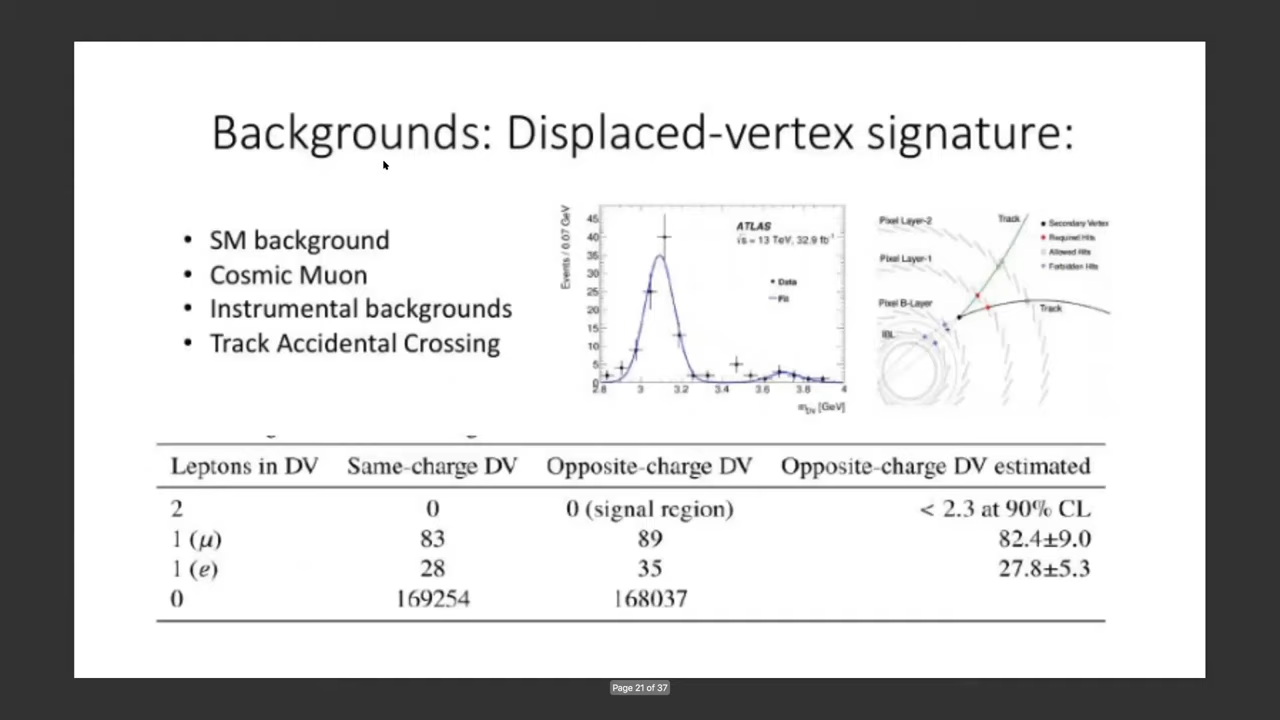 Backgrounds: Displaced-vertex signature:
• SM background
• Cosmic Muon
• Instrumental backgrounds
• Track Accidental Crossing
Events / 0.07 GeV
45
40
35
30
25
20
15
10
5
0
ATLAS
√s = 13 TeV, 32.9 fb⁻¹
Data
Fit
2.8 3 3.2 3.4 3.6 3.8 4
m_DV [GeV]
Pixel Layer-2
Pixel Layer-1
Pixel B-Layer
IBL
Track
Track
Secondary Vertex
Required Hits
Allowed Hits
Forbidden Hits
Leptons in DV Same-charge DV Opposite-charge DV Opposite-charge DV estimated
2 0 0 (signal region) < 2.3 at 90% CL
1 (μ) 83 89 82.4±9.0
1 (e) 28 35 27.8±5.3
0 169254 168037
Page 21 of 37